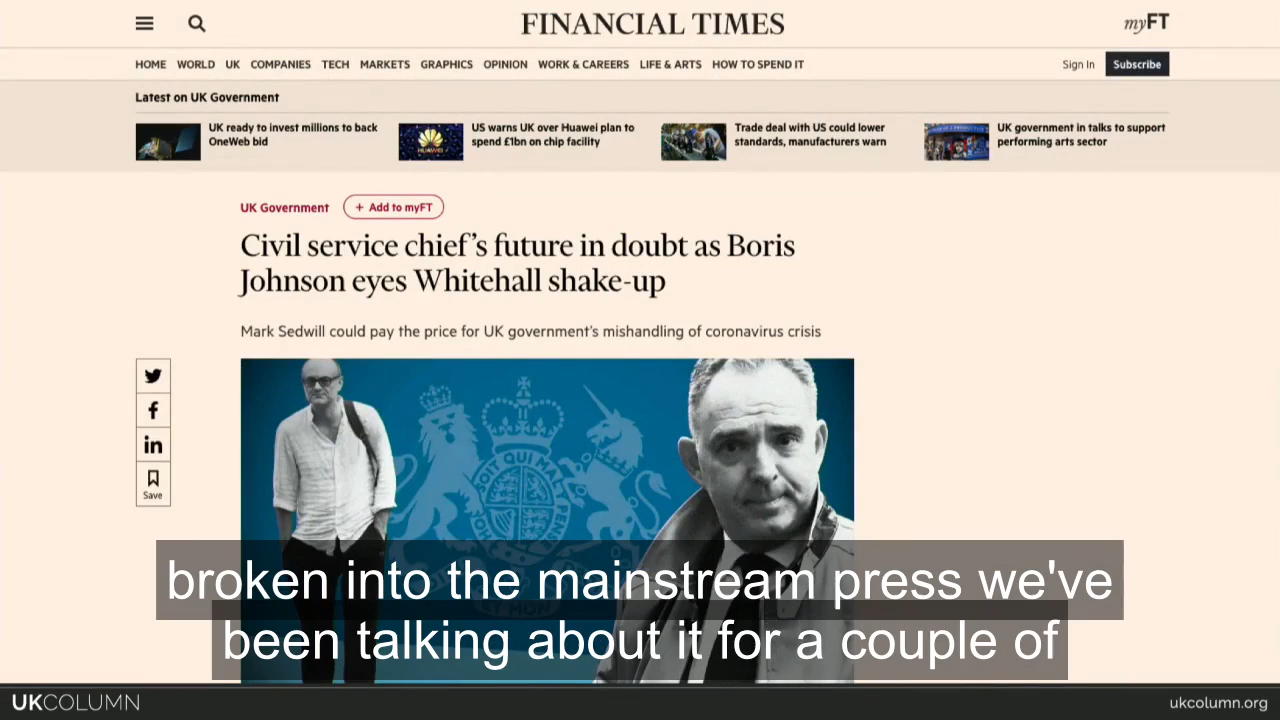 FINANCIAL TIMES
myFT
HOME WORLD UK COMPANIES TECH MARKETS GRAPHICS OPINION WORK & CAREERS LIFE & ARTS HOW TO SPEND IT
Sign In Subscribe
Latest on UK Government
UK ready to invest millions to back
OneWeb bid
HUAWEI
US warns UK over Huawei plan to
spend £1bn on chip facility
Trade deal with US could lower
standards, manufacturers warn
UK government in talks to support
performing arts sector
UK Government
+ Add to myFT
Civil service chief’s future in doubt as Boris
Johnson eyes Whitehall shake-up
Mark Sedwill could pay the price for UK government’s mishandling of coronavirus crisis
Save
SOIT QUI MAL
broken into the mainstream press we've
been talking about it for a couple of
UKCOLUMN
ukcolumn.org